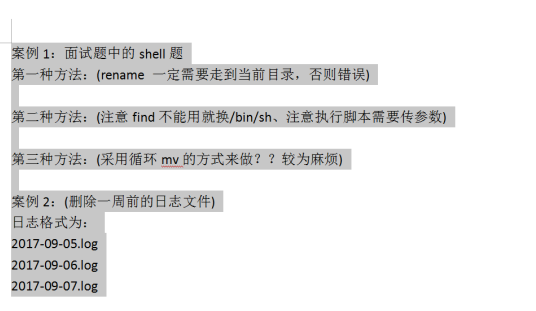 案例 1：面试题中的 shell 题
第一种方法：(rename 一定需要走到当前目录，否则错误)
第二种方法：(注意 find 不能用就换/bin/sh、注意执行脚本需要传参数)
第三种方法：(采用循环 mv 的方式来做？？较为麻烦)
案例 2：(删除一周前的日志文件)
日志格式为：
2017-09-05.log
2017-09-06.log
2017-09-07.log